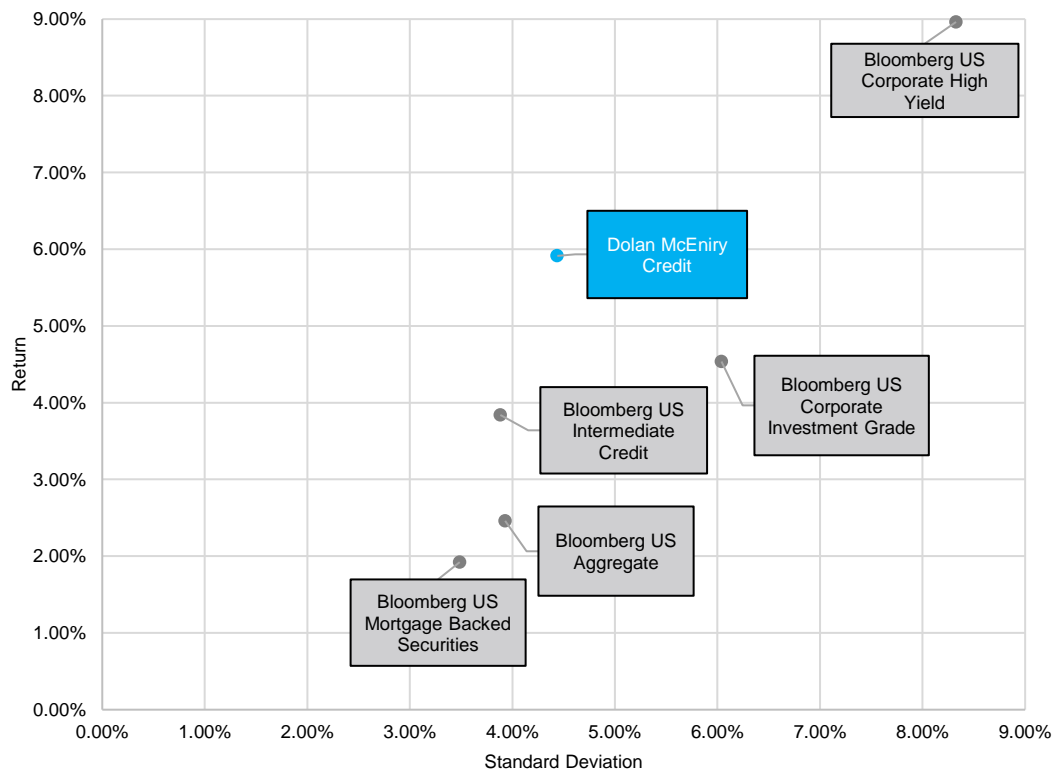 9.00%
Bloomberg US
Corporate High
Yield
8.00%
7.00%
6.00%
Dolan McEniry
Credit
5.00%
Bloomberg US
Corporate
Investment Grade
4.00%
Bloomberg US
Intermediate
Credit
3.00%
Bloomberg US
Aggregate
2.00%
Bloomberg US
Mortgage Backed
Securities
1.00%
0.00%
Return
0.00% 1.00% 2.00% 3.00% 4.00% 5.00% 6.00% 7.00% 8.00% 9.00%
Standard Deviation